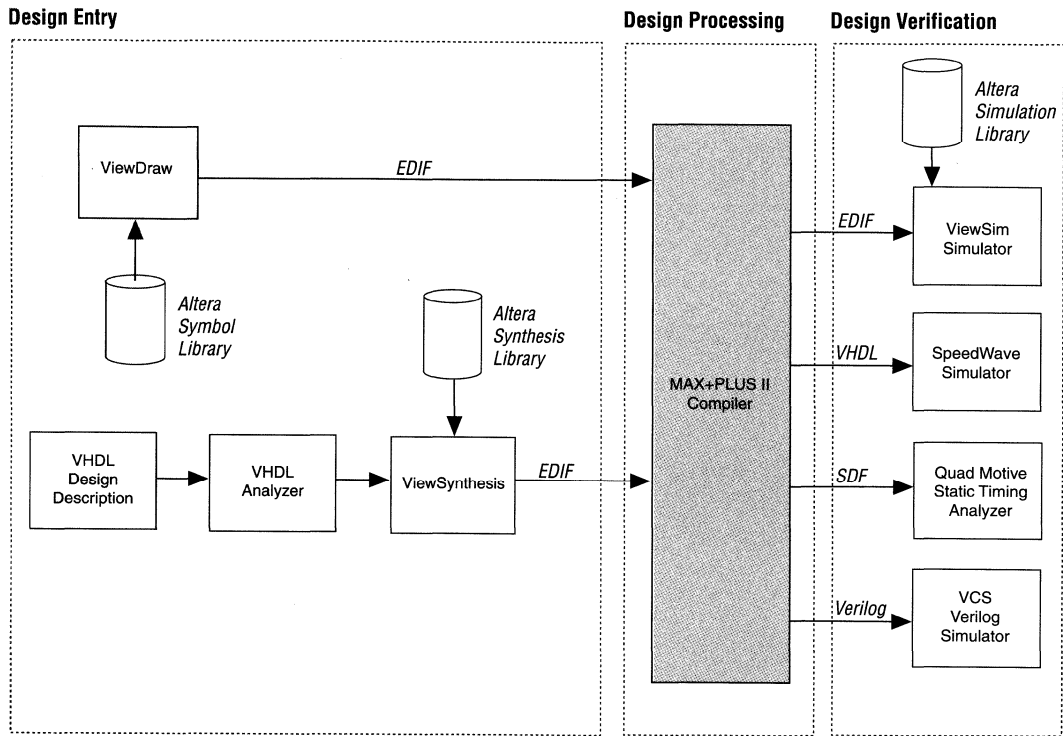 Design Entry
Design Processing
Design Verification
Altera
Simulation
Library
ViewDraw
EDIF
EDIF
ViewSim
Simulator
Altera
Symbol
Library
Altera
Synthesis
Library
VHDL
SpeedWave
Simulator
MAX+PLUS II
Compiler
VHDL
Design
Description
VHDL
Analyzer
ViewSynthesis
EDIF
SDF
Quad Motive
Static Timing
Analyzer
Verilog
VCS
Verilog
Simulator